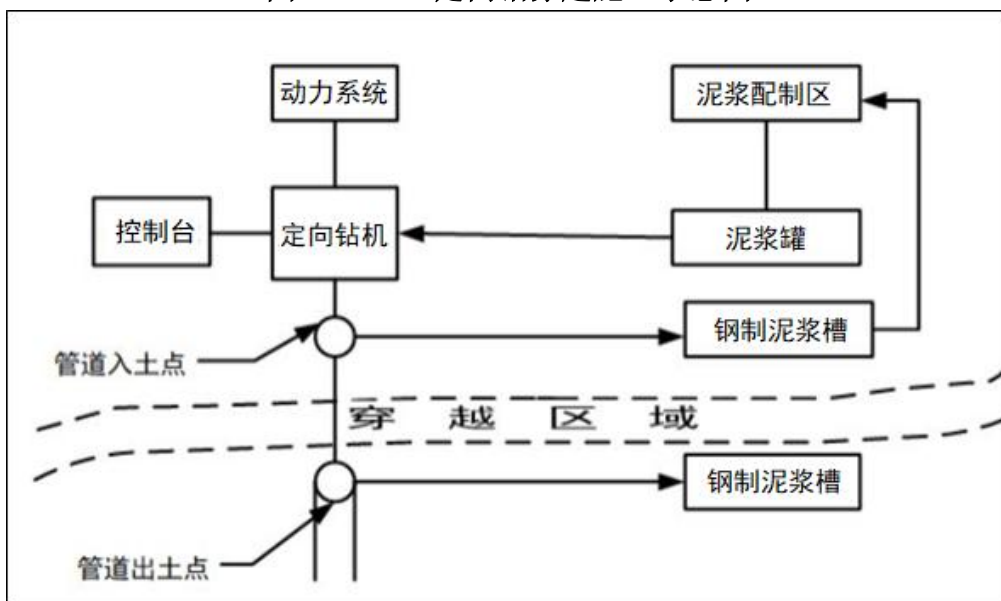 动力系统
泥浆配制区
控制台
定向钻机
泥浆罐
钢制泥浆槽
管道入土点
穿越区域
钢制泥浆槽
管道出土点